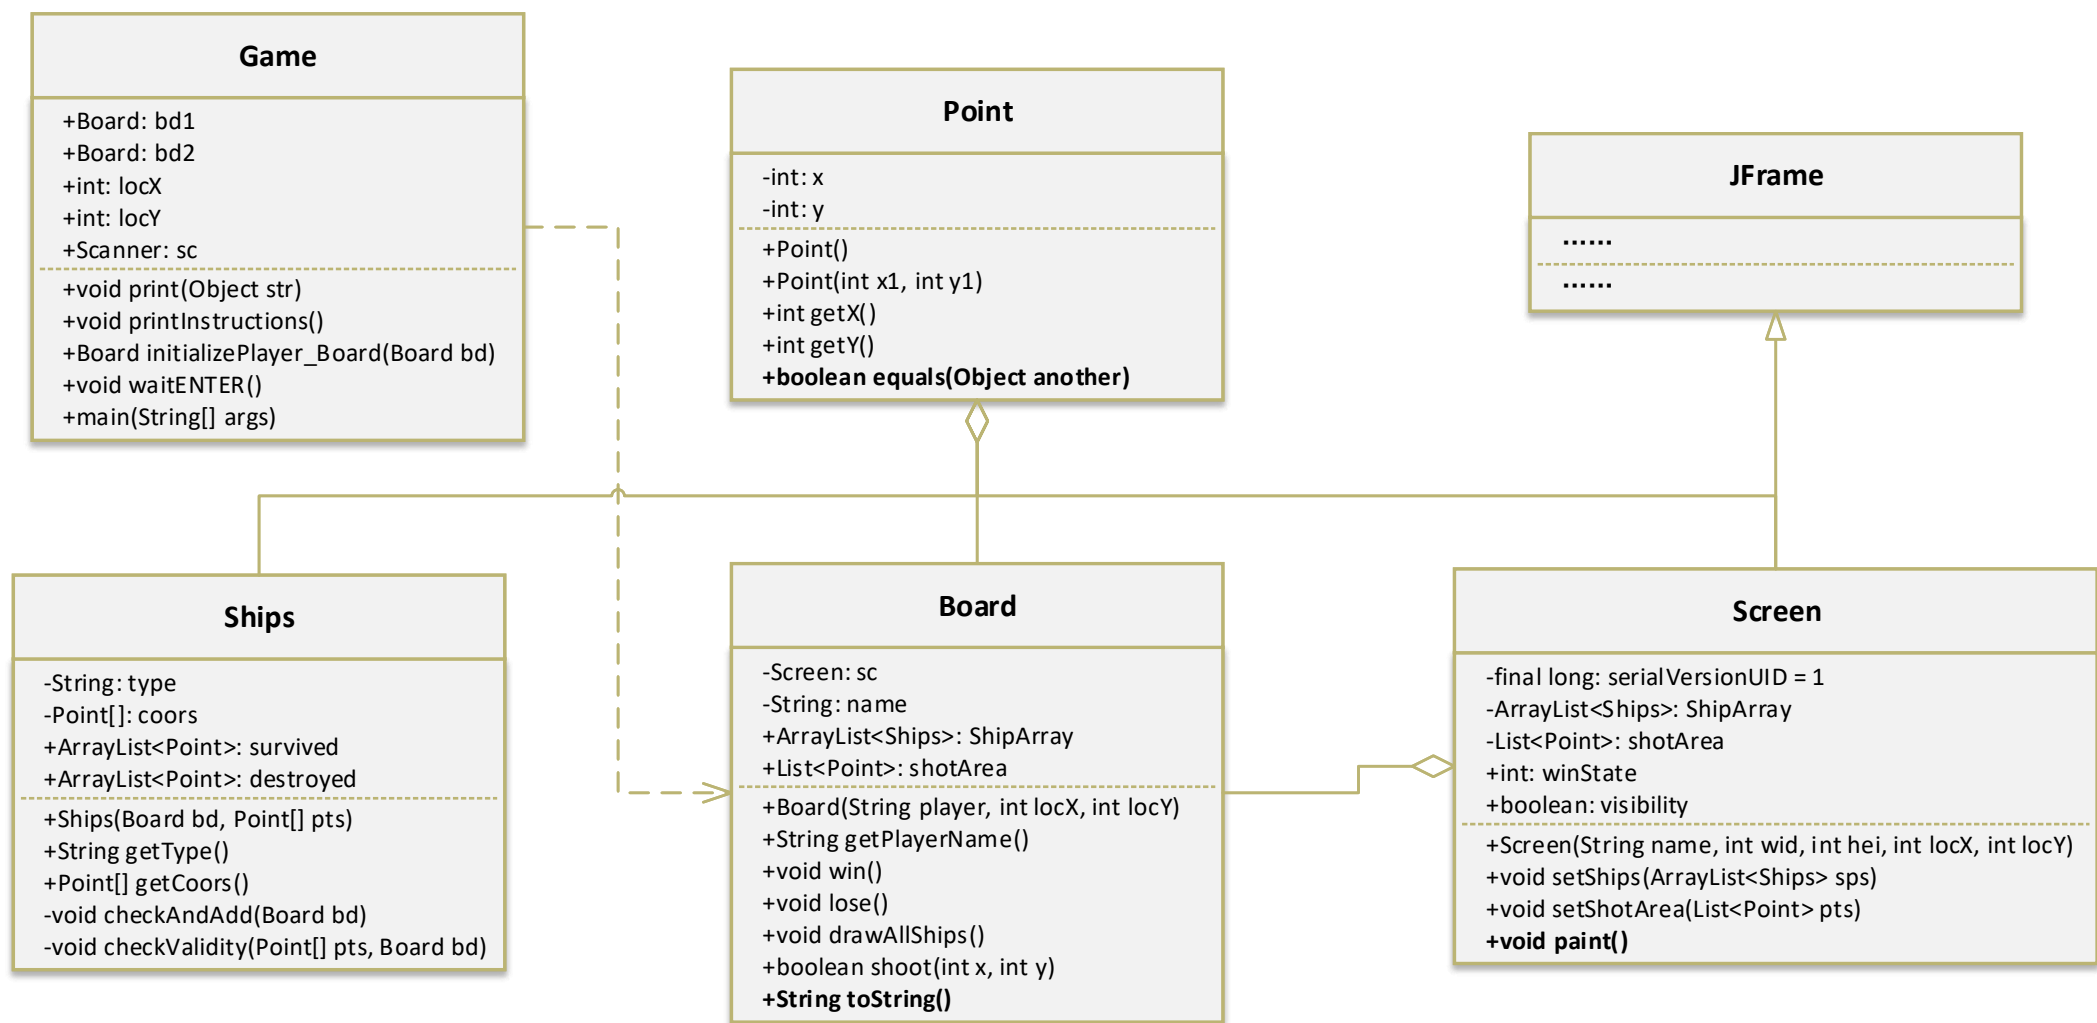 Game
+Board: bd1
+Board: bd2
+int: locX
+int: locY
+Scanner: sc
+void print(Object str)
+void printInstructions()
+Board initializePlayer_Board(Board bd)
+void waitENTER()
+main(String[] args)
Point
-int: x
-int: y
+Point()
+Point(int x1, int y1)
+int getX()
+int getY()
+boolean equals(Object another)
JFrame
......
......
Ships
-String: type
-Point[]: coors
+ArrayList<Point>: survived
+ArrayList<Point>: destroyed
+Ships(Board bd, Point[] pts)
+String getType()
+Point[] getCoors()
-void checkAndAdd(Board bd)
-void checkValidity(Point[] pts, Board bd)
Board
-Screen: sc
-String: name
+ArrayList<Ships>: ShipArray
+List<Point>: shotArea
+Board(String player, int locX, int locY)
+String getPlayerName()
+void win()
+void lose()
+void drawAllShips()
+boolean shoot(int x, int y)
+String toString()
Screen
-final long: serialVersionUID = 1
-ArrayList<Ships>: ShipArray
-List<Point>: shotArea
+int: winState
+boolean: visibility
+Screen(String name, int wid, int hei, int locX, int locY)
+void setShips(ArrayList<Ships> sps)
+void setShotArea(List<Point> pts)
+void paint()